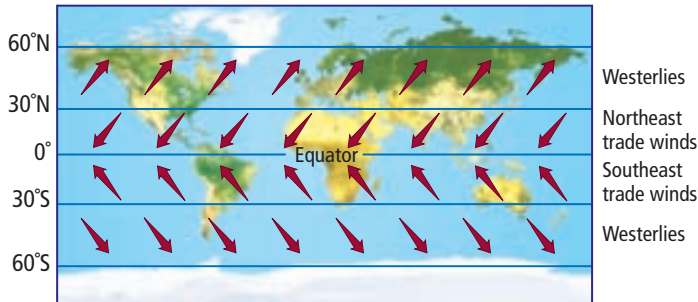 60°N
Westerlies
30°N
Northeast
trade winds
0°
Equator
Southeast
trade winds
30°S
Westerlies
60°S